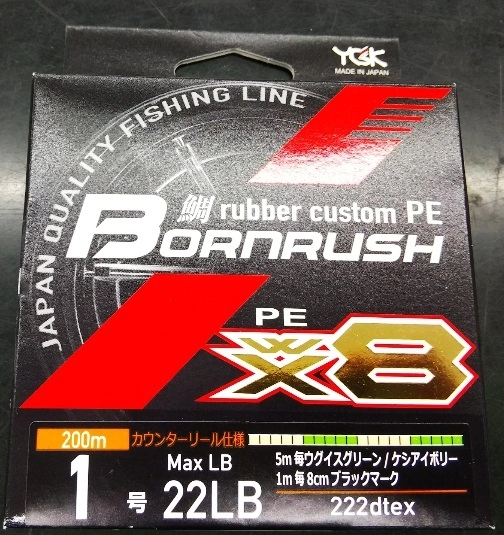 YGK
MADE IN JAPAN
JAPAN QUALITY FISHING LINE
鯛 rubber custom PE
BORNRUSH
PE
WX8
200m カウンターリール仕様
1号
Max LB
22LB
5m毎ウグイスグリーン/ケシアイボリー
1m毎8cmブラックマーク
222dtex